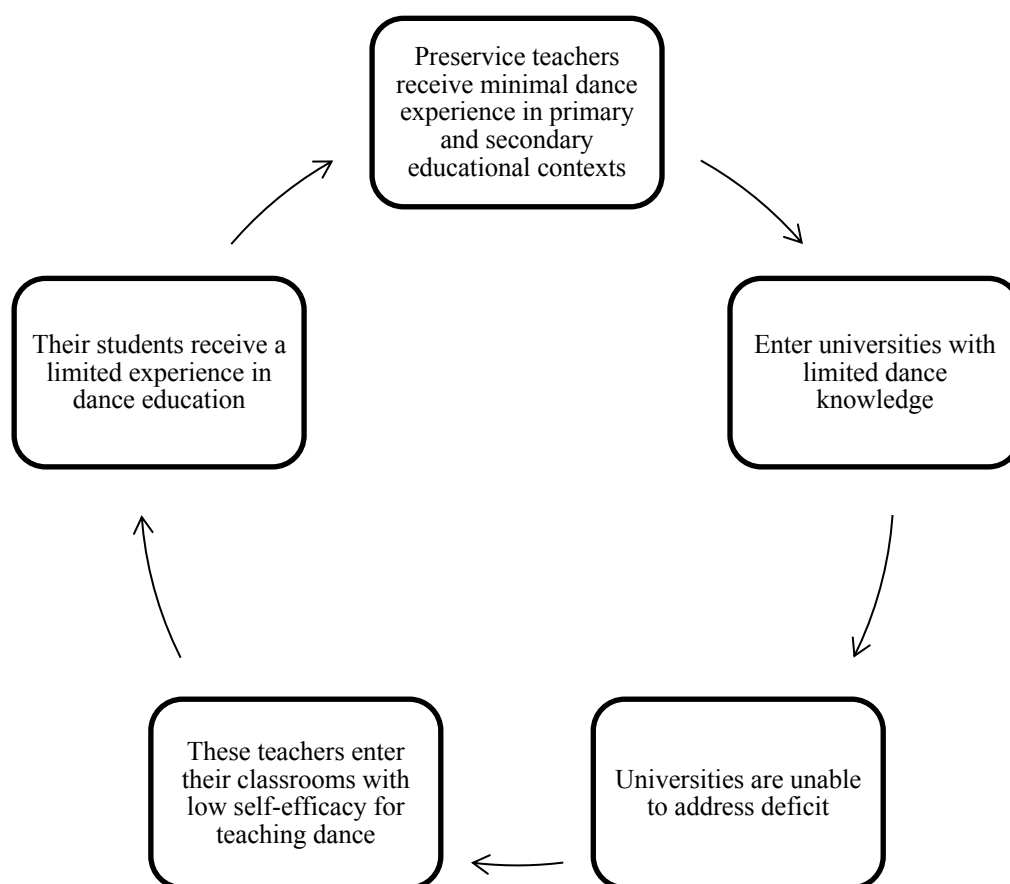 Preservice teachers
receive minimal dance
experience in primary
and secondary
educational contexts
Enter universities with
limited dance
knowledge
Universities are unable
to address deficit
These teachers enter
their classrooms with
low self-efficacy for
teaching dance
Their students receive a
limited experience in
dance education